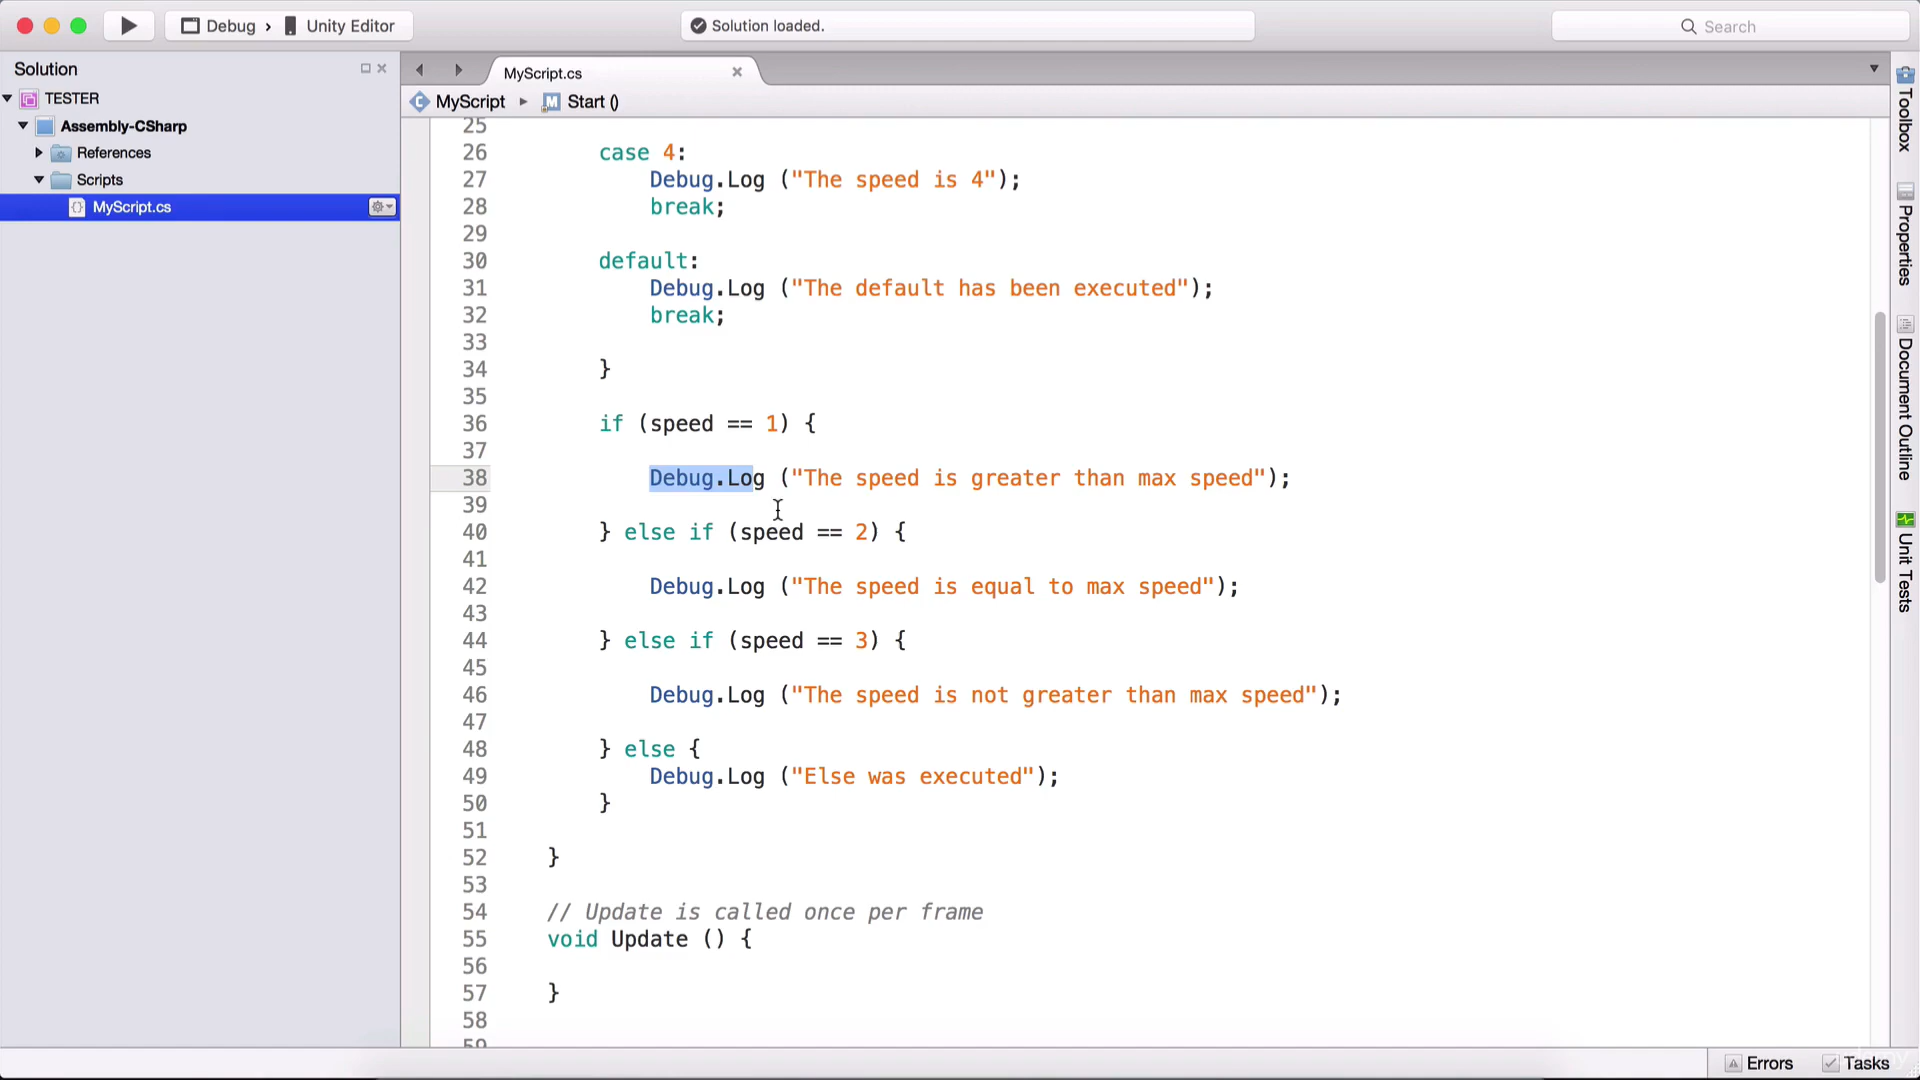 Debug › Unity Editor
Solution loaded.
Search
Solution
TESTER
Assembly-CSharp
References
Scripts
MyScript.cs
MyScript.cs
MyScript ▸ Start ()
25
26 case 4:
27 Debug.Log ("The speed is 4");
28 break;
29
30 default:
31 Debug.Log ("The default has been executed");
32 break;
33
34 }
35
36 if (speed == 1) {
37
38 Debug.Log ("The speed is greater than max speed");
39
40 } else if (speed == 2) {
41
42 Debug.Log ("The speed is equal to max speed");
43
44 } else if (speed == 3) {
45
46 Debug.Log ("The speed is not greater than max speed");
47
48 } else {
49 Debug.Log ("Else was executed");
50 }
51
52 }
53
54 // Update is called once per frame
55 void Update () {
56
57 }
58
59
Toolbox
Properties
Document Outline
Unit Tests
Errors
Tasks